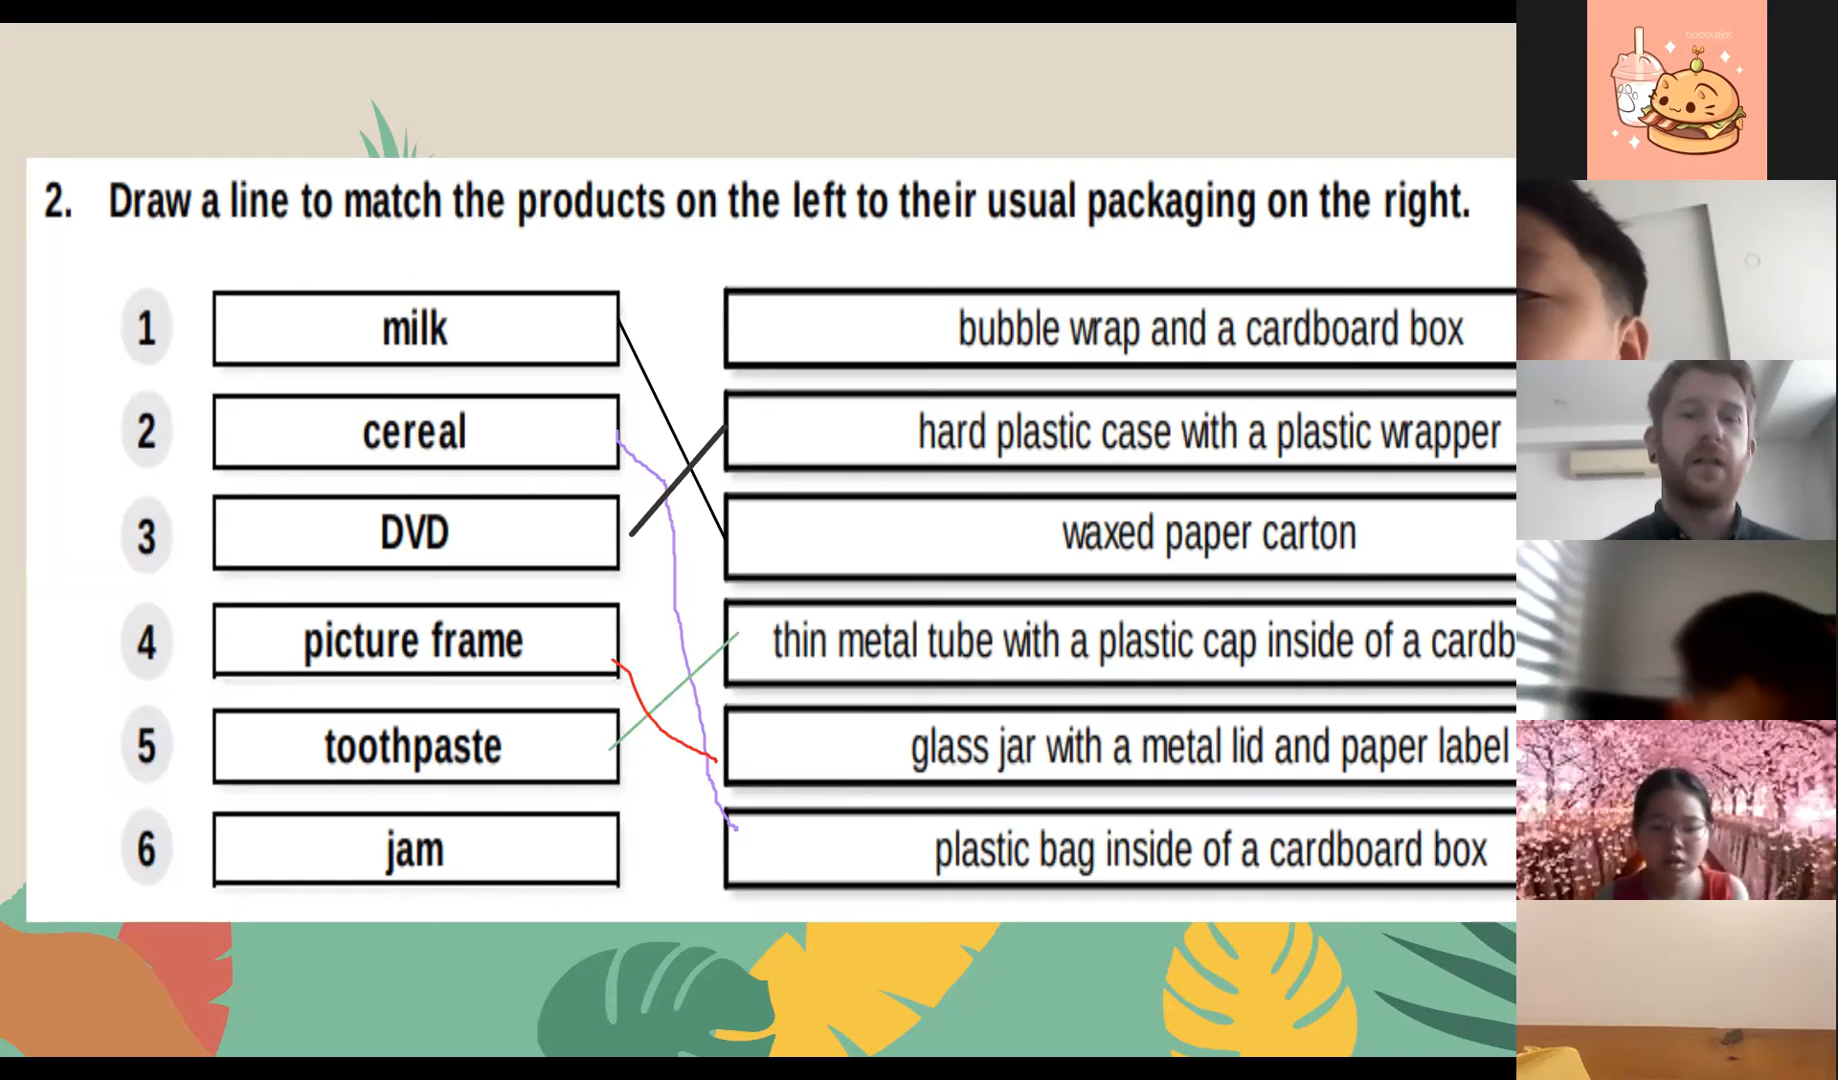 bobblejot
2. Draw a line to match the products on the left to their usual packaging on the right.
1 milk bubble wrap and a cardboard box
2 cereal hard plastic case with a plastic wrapper
3 DVD waxed paper carton
4 picture frame thin metal tube with a plastic cap inside of a cardb
5 toothpaste glass jar with a metal lid and paper label
6 jam plastic bag inside of a cardboard box